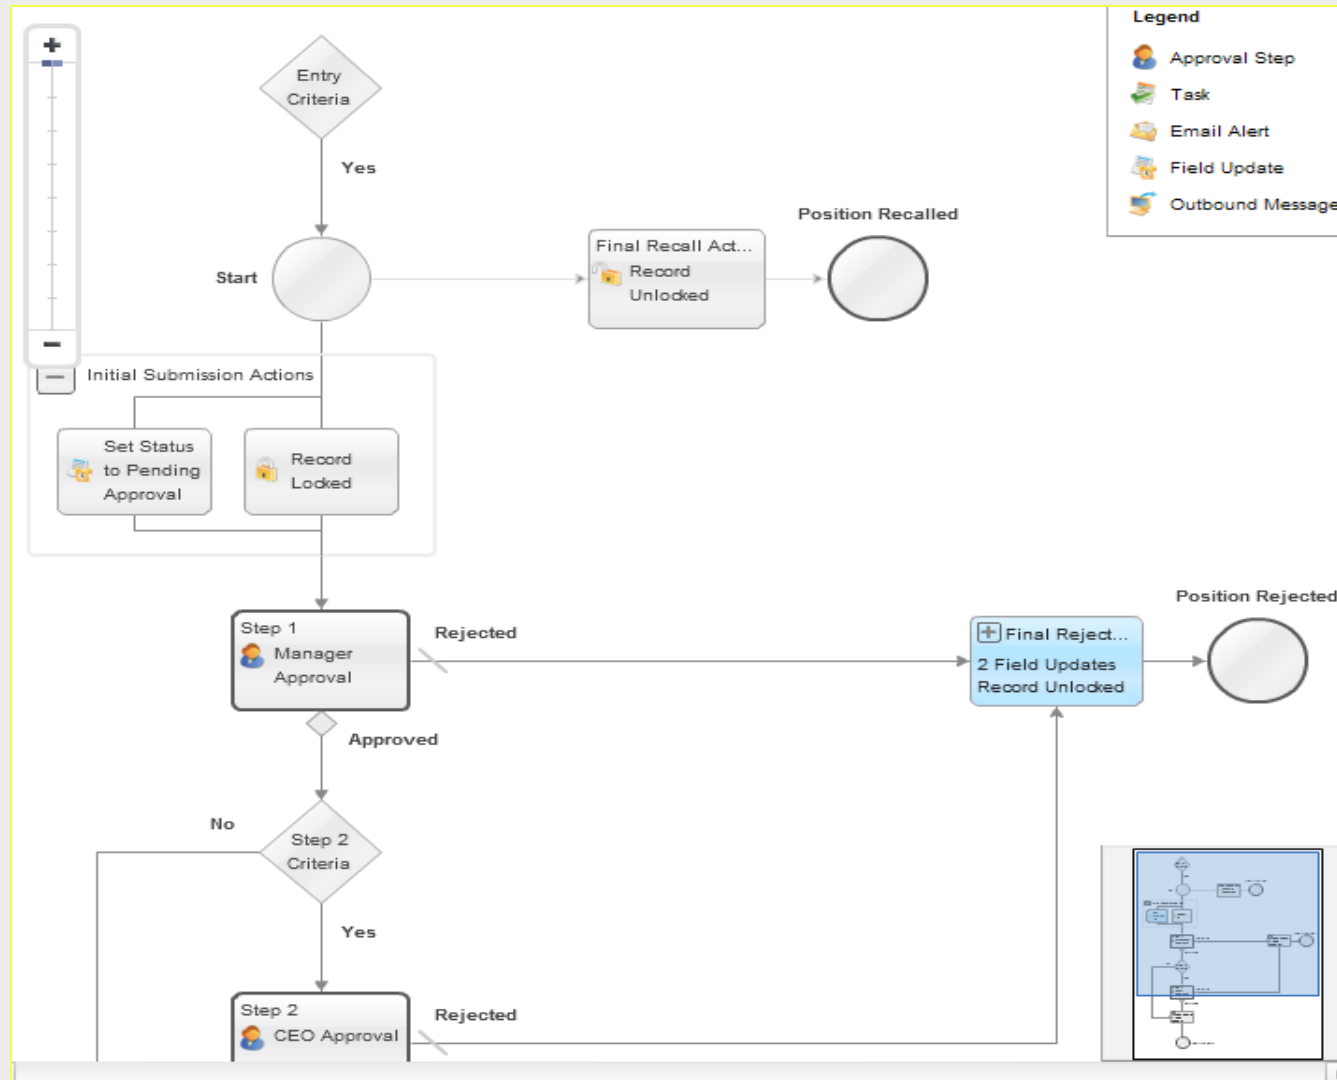 Legend
Approval Step
Task
Email Alert
Field Update
Outbound Message
Entry
Criteria
Yes
Start
Final Recall Act...
Record
Unlocked
Position Recalled
Initial Submission Actions
Set Status
to Pending
Approval
Record
Locked
Step 1
Manager
Approval
Rejected
Final Reject...
2 Field Updates
Record Unlocked
Position Rejected
Approved
No
Step 2
Criteria
Yes
Step 2
CEO Approval
Rejected